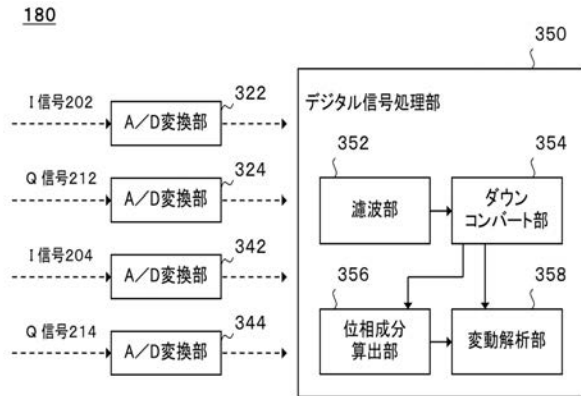 180
350
I 信号202
322
A/D変換部
デジタル信号処理部
Q 信号212
324
A/D変換部
352
濾波部
354
ダウン
コンバート部
I 信号204
342
A/D変換部
356
位相成分
算出部
358
変動解析部
Q 信号214
344
A/D変換部